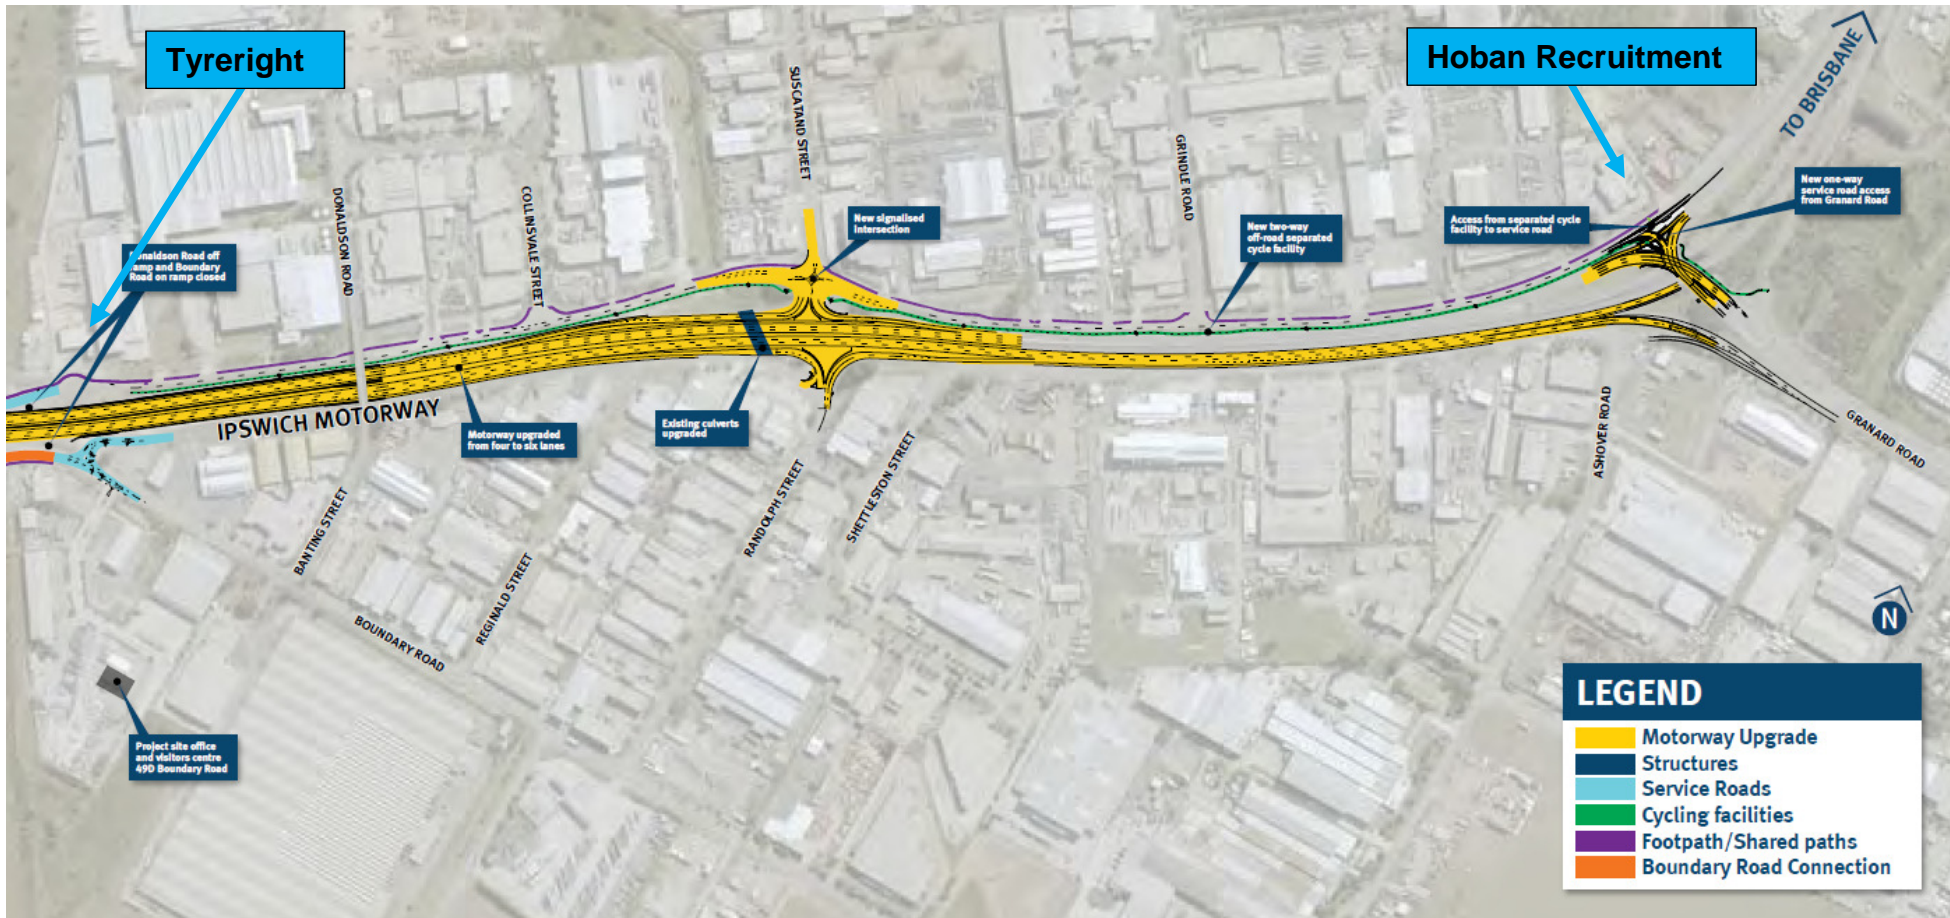 Tyreright
Hoban Recruitment
TO BRISBANE
SUSCATAND STREET
GRINDLE ROAD
DONALDSON ROAD
COLLINSVALE STREET
New one-way
service road access
from Granard Road
Access from separated cycle
facility to service road
New signalised
intersection
New two-way
off-road separated
cycle facility
Donaldson Road off
ramp and Boundary
Road on ramp closed
IPSWICH MOTORWAY
Motorway upgraded
from four to six lanes
Existing culverts
upgraded
BANTING STREET
REGINALD STREET
BOUNDARY ROAD
RANDOLPH STREET
SHETTLESTON STREET
ASHOVER ROAD
GRANARD ROAD
Project site office
and visitors centre
49D Boundary Road
N
LEGEND
Motorway Upgrade
Structures
Service Roads
Cycling facilities
Footpath/Shared paths
Boundary Road Connection